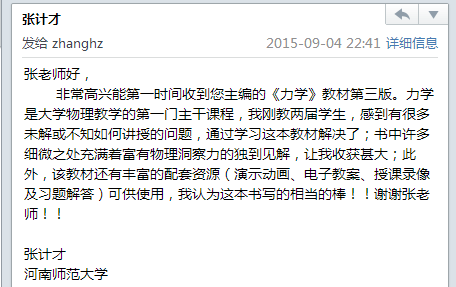 张计才
发给 zhanghz 2015-09-04 22:41 详细信息
张老师好，
非常高兴能第一时间收到您主编的《力学》教材第三版。力学
是大学物理教学的第一门主干课程，我刚教两届学生，感到有很多
未解或不知如何讲授的问题，通过学习这本教材解决了；书中许多
细微之处充满着富有物理洞察力的独到见解，让我收获甚大；此
外，该教材还有丰富的配套资源（演示动画、电子教案、授课录像
及习题解答）可供使用，我认为这本书写的相当的棒！！谢谢张老
师！！
张计才
河南师范大学